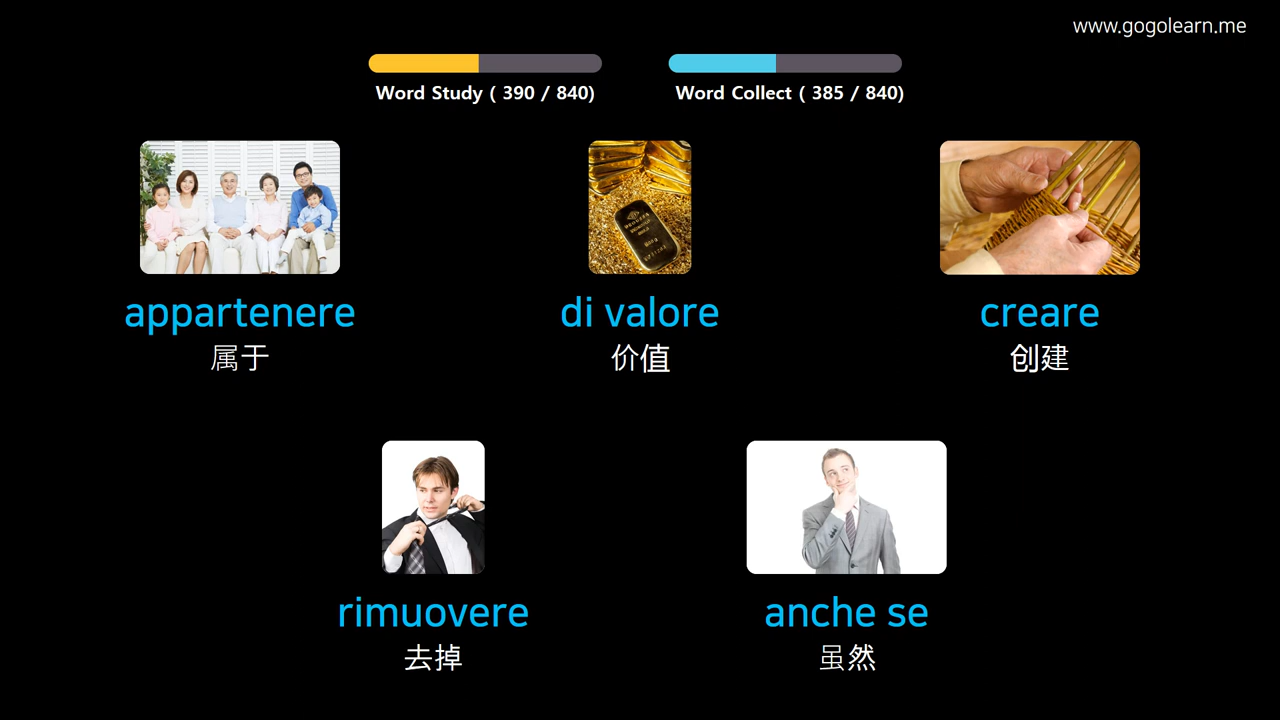 www.gogolearn.me
Word Study ( 390 / 840)
Word Collect ( 385 / 840)
appartenere
属于
di valore
价值
creare
创建
rimuovere
去掉
anche se
虽然